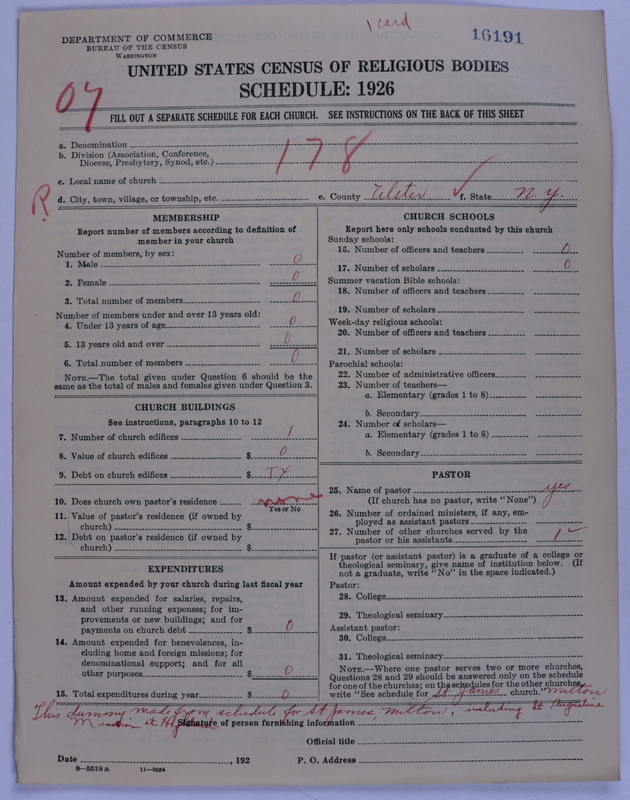 1 card
16191
DEPARTMENT OF COMMERCE
BUREAU OF THE CENSUS
WASHINGTON
UNITED STATES CENSUS OF RELIGIOUS BODIES
SCHEDULE: 1926
07
FILL OUT A SEPARATE SCHEDULE FOR EACH CHURCH. SEE INSTRUCTIONS ON THE BACK OF THIS SHEET
a. Denomination
b. Division (Association, Conference,
Diocese, Presbytery, Synod, etc.)
178
c. Local name of church
R
d. City, town, village, or township, etc. e. County Ulster f. State N.Y.
MEMBERSHIP
Report number of members according to definition of
member in your church
Number of members, by sex:
1. Male 0
2. Female 0
3. Total number of members 0
Number of members under and over 13 years old:
4. Under 13 years of age 0
5. 13 years old and over 0
6. Total number of members 0
NOTE.—The total given under Question 6 should be the
same as the total of males and females given under Question 3.
CHURCH BUILDINGS
See instructions, paragraphs 10 to 12
7. Number of church edifices 1
8. Value of church edifices $ 0
9. Debt on church edifices $ IX
10. Does church own pastor's residence none
Yes or No
11. Value of pastor's residence (if owned by
church) $
12. Debt on pastor's residence (if owned by
church) $
EXPENDITURES
Amount expended by your church during last fiscal year
13. Amount expended for salaries, repairs,
and other running expenses; for im-
provements or new buildings; and for
payments on church debt $ 0
14. Amount expended for benevolences, in-
cluding home and foreign missions; for
denominational support; and for all
other purposes $ 0
15. Total expenditures during year $ 0
CHURCH SCHOOLS
Report here only schools conducted by this church
Sunday schools:
16. Number of officers and teachers 0
17. Number of scholars 0
Summer vacation Bible schools:
18. Number of officers and teachers
19. Number of scholars
Week-day religious schools:
20. Number of officers and teachers
21. Number of scholars
Parochial schools:
22. Number of administrative officers
23. Number of teachers—
a. Elementary (grades 1 to 8)
b. Secondary
24. Number of scholars—
a. Elementary (grades 1 to 8)
b. Secondary
PASTOR
25. Name of pastor yes
(If church has no pastor, write "None")
26. Number of ordained ministers, if any, em-
ployed as assistant pastors
27. Number of other churches served by the
pastor or his assistants 1
If pastor (or assistant pastor) is a graduate of a college or
theological seminary, give name of institution below. (If
not a graduate, write "No" in the space indicated.)
Pastor:
28. College
29. Theological seminary
Assistant pastor:
30. College
31. Theological seminary
NOTE.—Where one pastor serves two or more churches,
Questions 28 and 29 should be answered only on the schedule
for one of the churches; on the schedules for the other churches,
write "See schedule for St James church." Milton
This dummy made from schedule for St James, Milton, including St Augustine
Mission at Highland
Signature of person furnishing information
Official title
Date , 192 P. O. Address
8—5518 a 11—9034